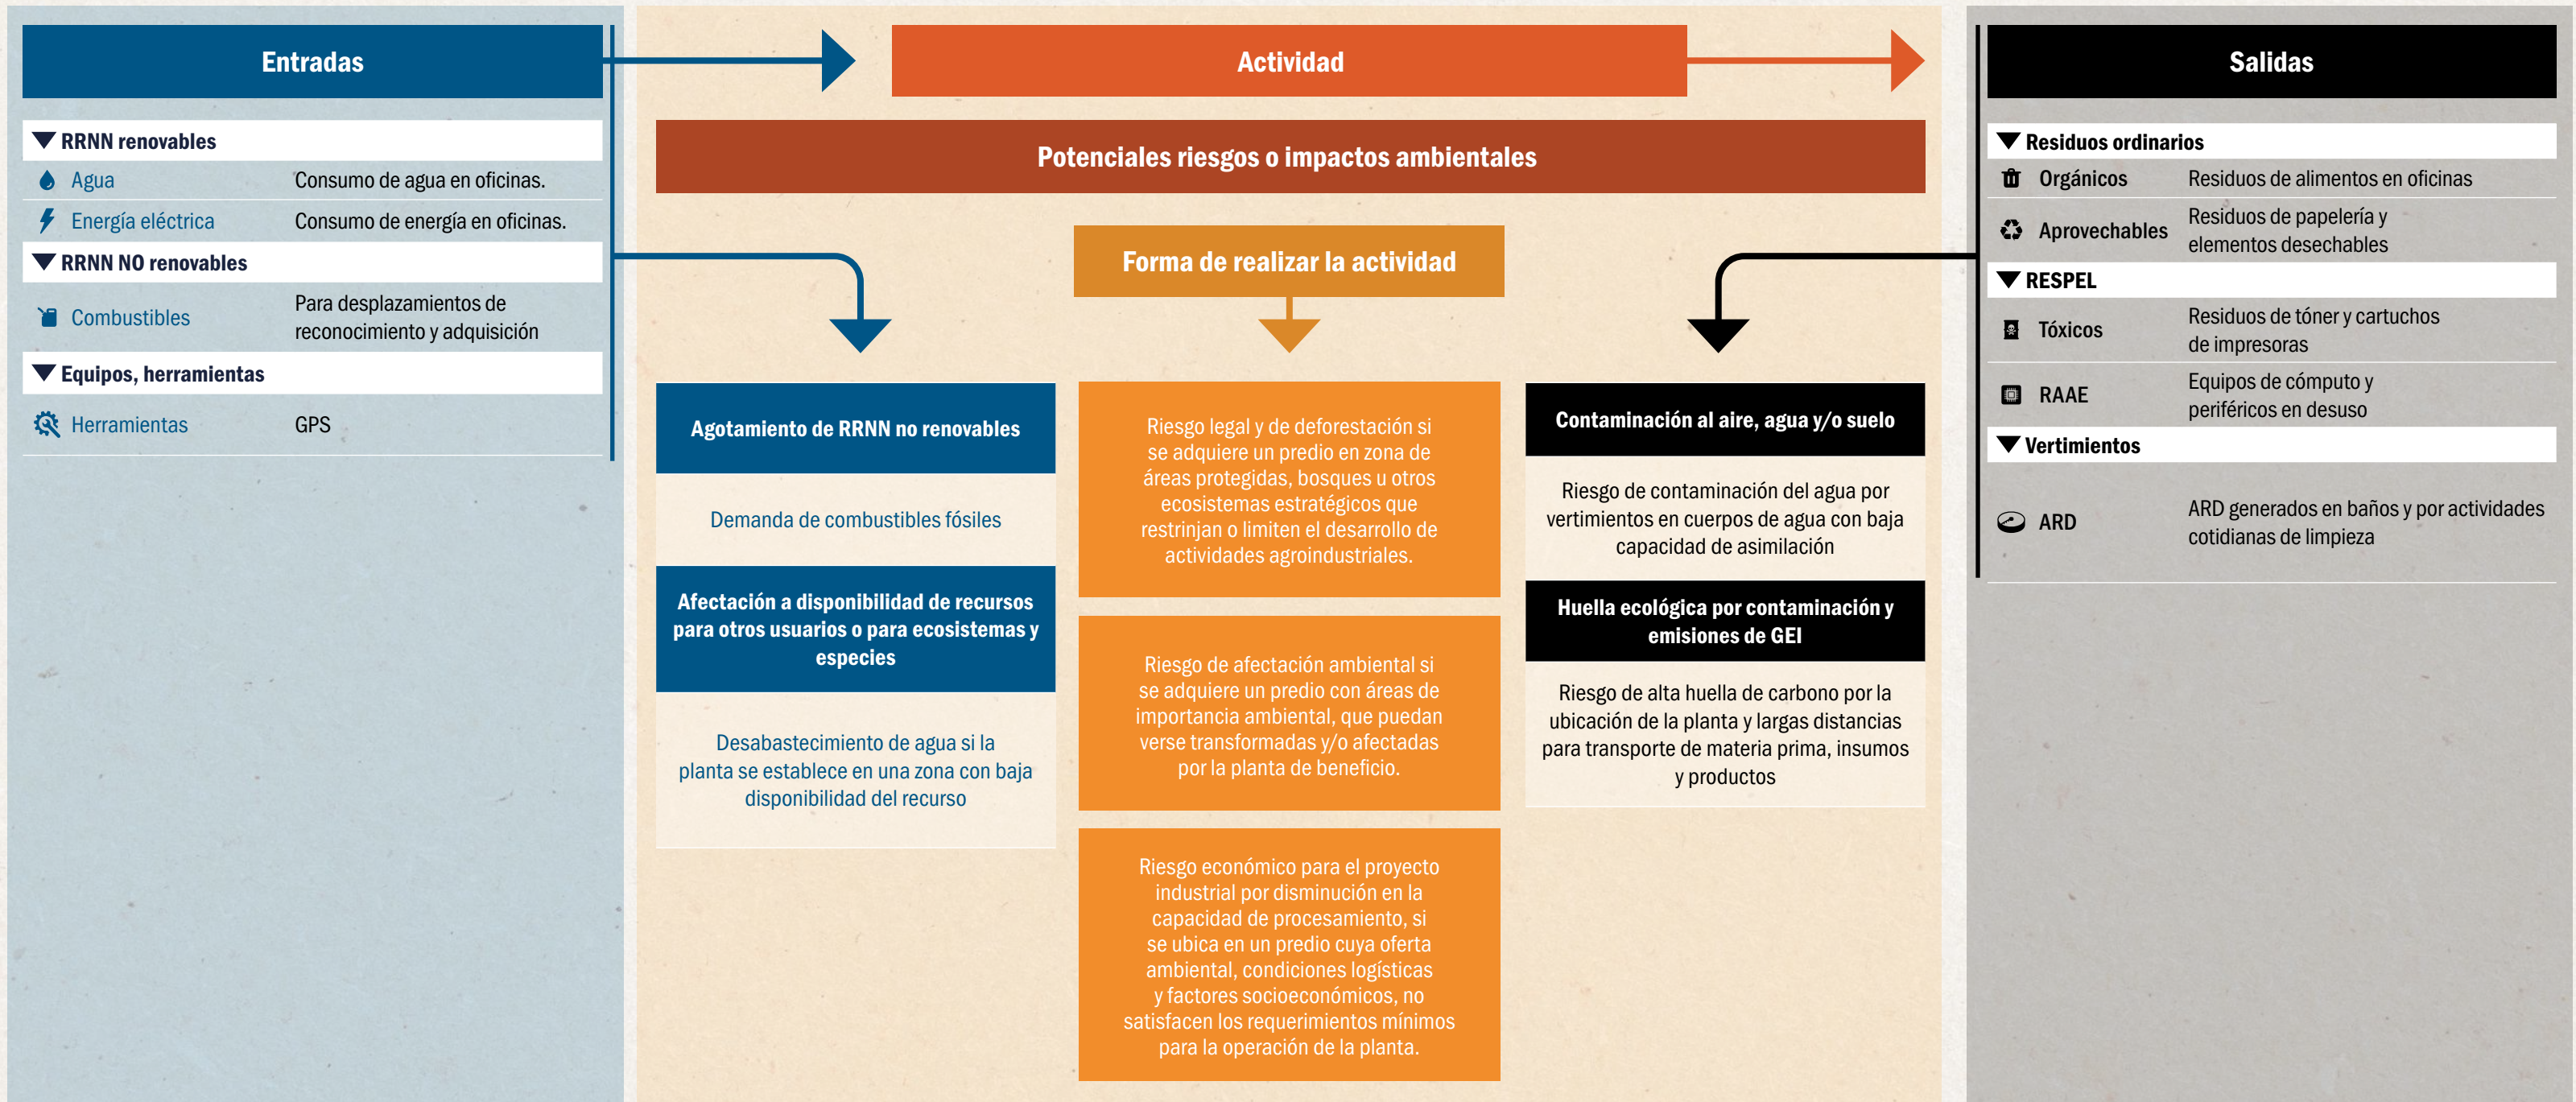 Entradas
RRNN renovables
Agua
Consumo de agua en oficinas.
Energía eléctrica
Consumo de energía en oficinas.
RRNN NO renovables
Combustibles
Para desplazamientos de
reconocimiento y adquisición
Equipos, herramientas
Herramientas
GPS
Actividad
Potenciales riesgos o impactos ambientales
Agotamiento de RRNN no renovables
Demanda de combustibles fósiles
Afectación a disponibilidad de recursos
para otros usuarios o para ecosistemas y
especies
Desabastecimiento de agua si la
planta se establece en una zona con baja
disponibilidad del recurso
Forma de realizar la actividad
Riesgo legal y de deforestación si
se adquiere un predio en zona de
áreas protegidas, bosques u otros
ecosistemas estratégicos que
restrinjan o limiten el desarrollo de
actividades agroindustriales.
Riesgo de afectación ambiental si
se adquiere un predio con áreas de
importancia ambiental, que puedan
verse transformadas y/o afectadas
por la planta de beneficio.
Riesgo económico para el proyecto
industrial por disminución en la
capacidad de procesamiento, si
se ubica en un predio cuya oferta
ambiental, condiciones logísticas
y factores socioeconómicos, no
satisfacen los requerimientos mínimos
para la operación de la planta.
Contaminación al aire, agua y/o suelo
Riesgo de contaminación del agua por
vertimientos en cuerpos de agua con baja
capacidad de asimilación
Huella ecológica por contaminación y
emisiones de GEI
Riesgo de alta huella de carbono por la
ubicación de la planta y largas distancias
para transporte de materia prima, insumos
y productos
Salidas
Residuos ordinarios
Orgánicos
Residuos de alimentos en oficinas
Aprovechables
Residuos de papelería y
elementos desechables
RESPEL
Tóxicos
Residuos de tóner y cartuchos
de impresoras
RAAE
Equipos de cómputo y
periféricos en desuso
Vertimientos
ARD
ARD generados en baños y por actividades
cotidianas de limpieza